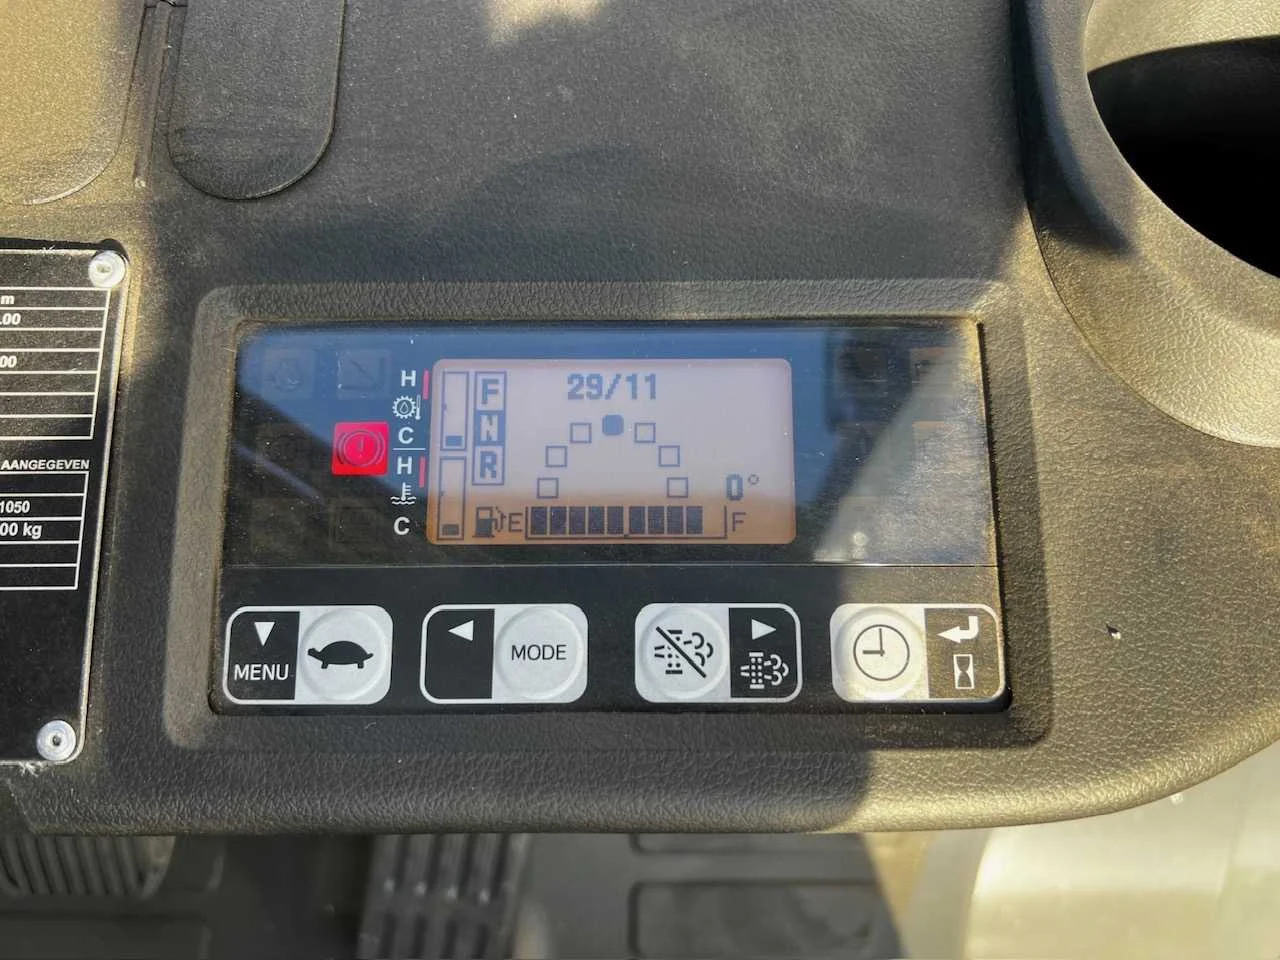 m
.00
00
AANGEGEVEN
1050
00 kg
H
C
H
C
F
N
R
29/11
0°
E
F
MENU
MODE